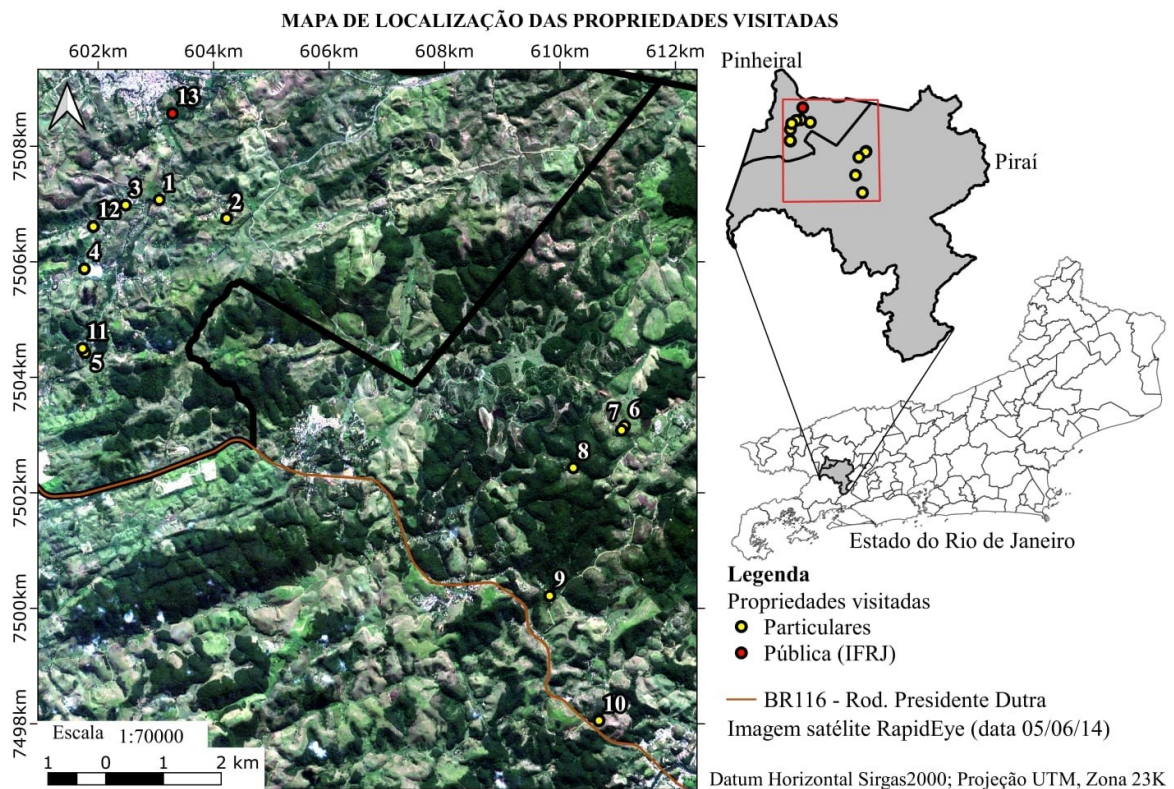 MAPA DE LOCALIZAÇÃO DAS PROPRIEDADES VISITADAS
602km 604km 606km 608km 610km 612km
7508km
7506km
7504km
7502km
7500km
7498km
13
1
3
2
12
4
11
5
7 6
8
9
10
Escala 1:70000
1 0 1 2 km
Pinheiral
Piraí
Estado do Rio de Janeiro
Legenda
Propriedades visitadas
Particulares
Pública (IFRJ)
BR116 - Rod. Presidente Dutra
Imagem satélite RapidEye (data 05/06/14)
Datum Horizontal Sirgas2000; Projeção UTM, Zona 23K